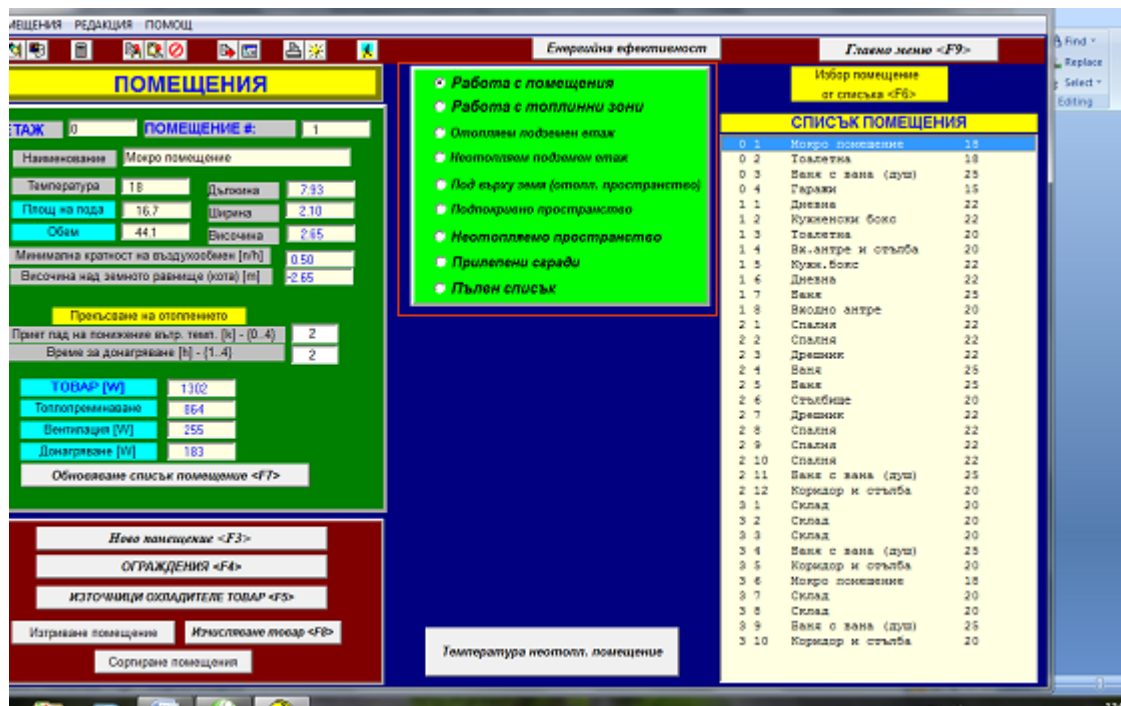 МЕЩЕНИЯ РЕДАКЦИЯ ПОМОЩ
Енергийна ефективност
Главно меню <F9>
Find
Replace
Select
Editing
ПОМЕЩЕНИЯ
ЕТАЖ 0 ПОМЕЩЕНИЕ #: 1
Наименование Мокро помещение
Температура 18 Дължина 7.93
Площ на пода 16.7 Ширина 2.10
Обем 44.1 Височина 2.65
Минимална кратност на въздухообмен [n/h] 0.50
Височина над земното равнище (кота) [m] -2.65
Прекъсване на отоплението
Приет пад на понижение вътр. темп. [k] - {0..4} 2
Време за донагряване [h] - {1..4} 2
ТОВАР [W] 1302
Топлопреминаване 864
Вентилация [W] 255
Донагряване [W] 183
Обновяване списък помещение <F7>
Ново помещение <F3>
ОГРАЖДЕНИЯ <F4>
ИЗТОЧНИЦИ ОХЛАДИТЕЛЕ ТОВАР <F5>
Изтриване помещение Изчисляване товар <F8>
Сортиране помещения
Работа с помещения
Работа с топлинни зони
Отопляем подземен етаж
Неотопляем подземен етаж
Под върху земя (отопл. пространство)
Подпокривно пространство
Неотопляемо пространство
Прилепени сгради
Пълен списък
Температура неотопл. помещение
Избор помещение
от списъка <F6>
СПИСЪК ПОМЕЩЕНИЯ
0 1 Мокро помещение 18
0 2 Тоалетна 18
0 3 Баня с вана (душ) 25
0 4 Гаражи 15
1 1 Дневна 22
1 2 Кухненски бокс 22
1 3 Тоалетна 20
1 4 Вх.антре и стълба 20
1 5 Кухн.бокс 22
1 6 Дневна 22
1 7 Баня 25
1 8 Входно антре 20
2 1 Спалня 22
2 2 Спалня 22
2 3 Дрешник 22
2 4 Баня 25
2 5 Баня 25
2 6 Стълбище 20
2 7 Дрешник 22
2 8 Спалня 22
2 9 Спалня 22
2 10 Спалня 22
2 11 Баня с вана (душ) 25
2 12 Коридор и стълба 20
3 1 Склад 20
3 2 Склад 20
3 3 Склад 20
3 4 Баня с вана (душ) 25
3 5 Коридор и стълба 20
3 6 Мокро помещение 18
3 7 Склад 20
3 8 Склад 20
3 9 Баня с вана (душ) 25
3 10 Коридор и стълба 20